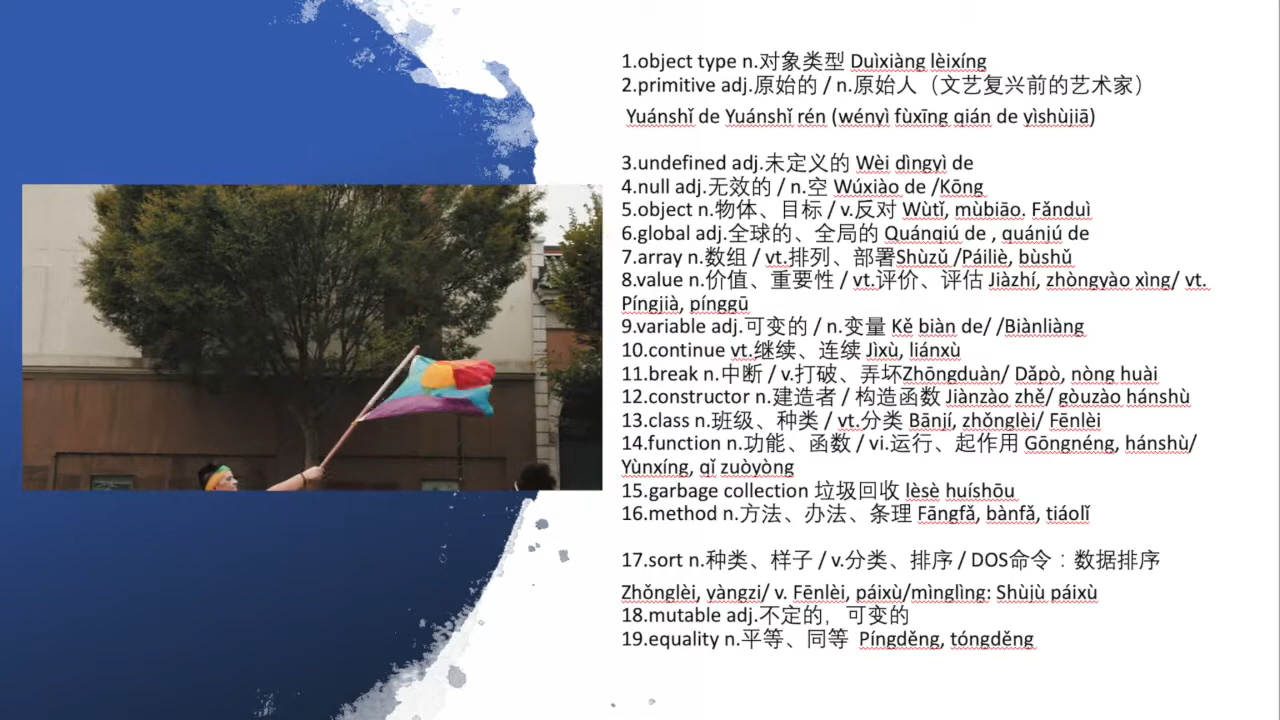 1.object type n.对象类型 Duìxiàng lèixíng
2.primitive adj.原始的 / n.原始人（文艺复兴前的艺术家）
Yuánshǐ de Yuánshǐ rén (wényì fùxīng qián de yìshùjiā)
3.undefined adj.未定义的 Wèi dìngyì de
4.null adj.无效的 / n.空 Wúxiào de /Kōng
5.object n.物体、目标 / v.反对 Wùtǐ, mùbiāo. Fǎnduì
6.global adj.全球的、全局的 Quánqiú de , quánjú de
7.array n.数组 / vt.排列、部署Shùzǔ /Páiliè, bùshǔ
8.value n.价值、重要性 / vt.评价、评估 Jiàzhí, zhòngyào xìng/ vt.
Píngjià, pínggū
9.variable adj.可变的 / n.变量 Kě biàn de/ /Biànliàng
10.continue vt.继续、连续 Jìxù, liánxù
11.break n.中断 / v.打破、弄坏Zhōngduàn/ Dǎpò, nòng huài
12.constructor n.建造者 / 构造函数 Jiànzào zhě/ gòuzào hánshù
13.class n.班级、种类 / vt.分类 Bānjí, zhǒnglèi/ Fēnlèi
14.function n.功能、函数 / vi.运行、起作用 Gōngnéng, hánshù/
Yùnxíng, qǐ zuòyòng
15.garbage collection 垃圾回收 lèsè huíshōu
16.method n.方法、办法、条理 Fāngfǎ, bànfǎ, tiáolǐ
17.sort n.种类、样子 / v.分类、排序 / DOS命令：数据排序
Zhǒnglèi, yàngzi/ v. Fēnlèi, páixù/mìnglìng: Shùjù páixù
18.mutable adj.不定的，可变的
19.equality n.平等、同等 Píngděng, tóngděng